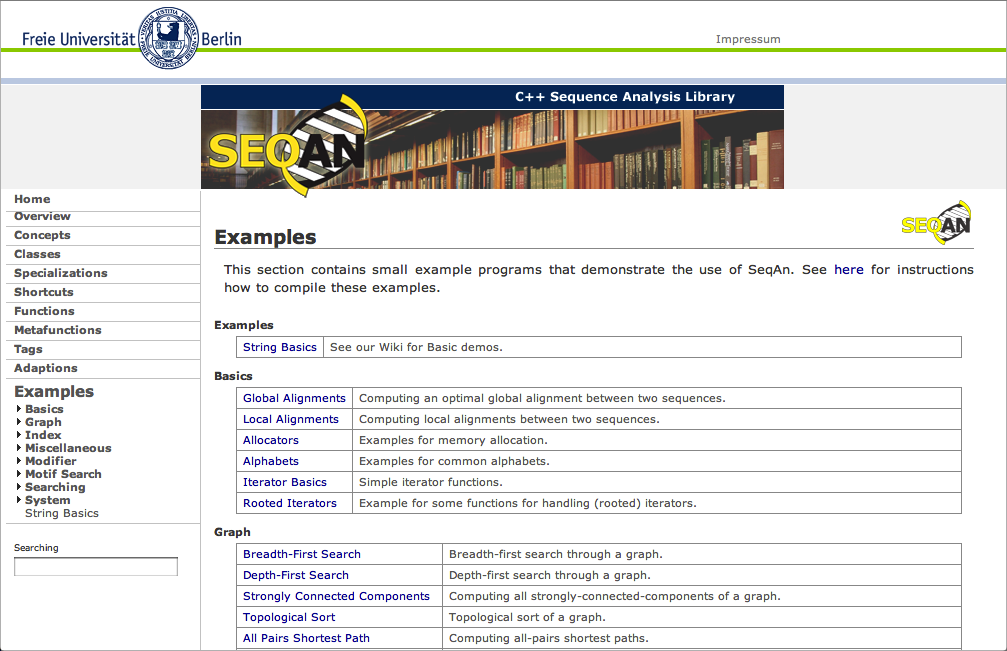 Freie Universität Berlin
Impressum
C++ Sequence Analysis Library
SEQAN
Home
Overview
Concepts
Classes
Specializations
Shortcuts
Functions
Metafunctions
Tags
Adaptions
Examples
Basics
Graph
Index
Miscellaneous
Modifier
Motif Search
Searching
System
String Basics
Searching
SEQAN
Examples
This section contains small example programs that demonstrate the use of SeqAn. See here for instructions
how to compile these examples.
Examples
String Basics See our Wiki for Basic demos.
Basics
Global Alignments Computing an optimal global alignment between two sequences.
Local Alignments Computing local alignments between two sequences.
Allocators Examples for memory allocation.
Alphabets Examples for common alphabets.
Iterator Basics Simple iterator functions.
Rooted Iterators Example for some functions for handling (rooted) iterators.
Graph
Breadth-First Search Breadth-first search through a graph.
Depth-First Search Depth-first search through a graph.
Strongly Connected Components Computing all strongly-connected-components of a graph.
Topological Sort Topological sort of a graph.
All Pairs Shortest Path Computing all-pairs shortest paths.